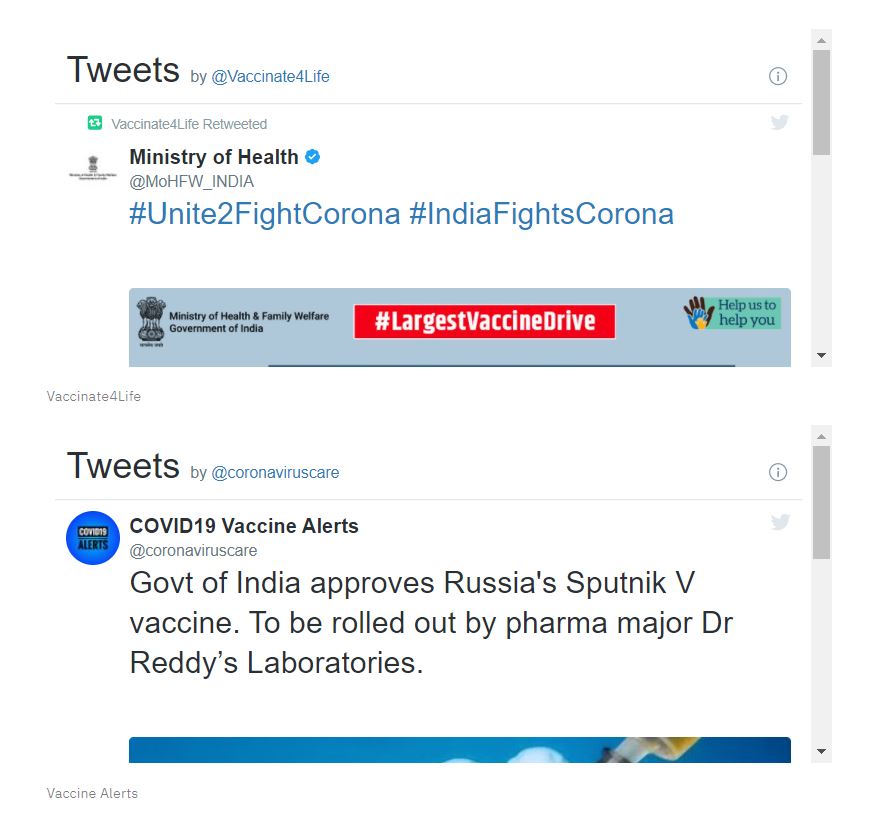 Tweets by @Vaccinate4Life
Vaccinate4Life Retweeted
Ministry of Health
@MoHFW_INDIA
#Unite2FightCorona #IndiaFightsCorona
Ministry of Health & Family Welfare
Government of India
#LargestVaccineDrive
Help us to
help you
Vaccinate4Life
Tweets by @coronaviruscare
COVID19 Vaccine Alerts
COVID19
ALERTS
@coronaviruscare
Govt of India approves Russia's Sputnik V
vaccine. To be rolled out by pharma major Dr
Reddy’s Laboratories.
Vaccine Alerts